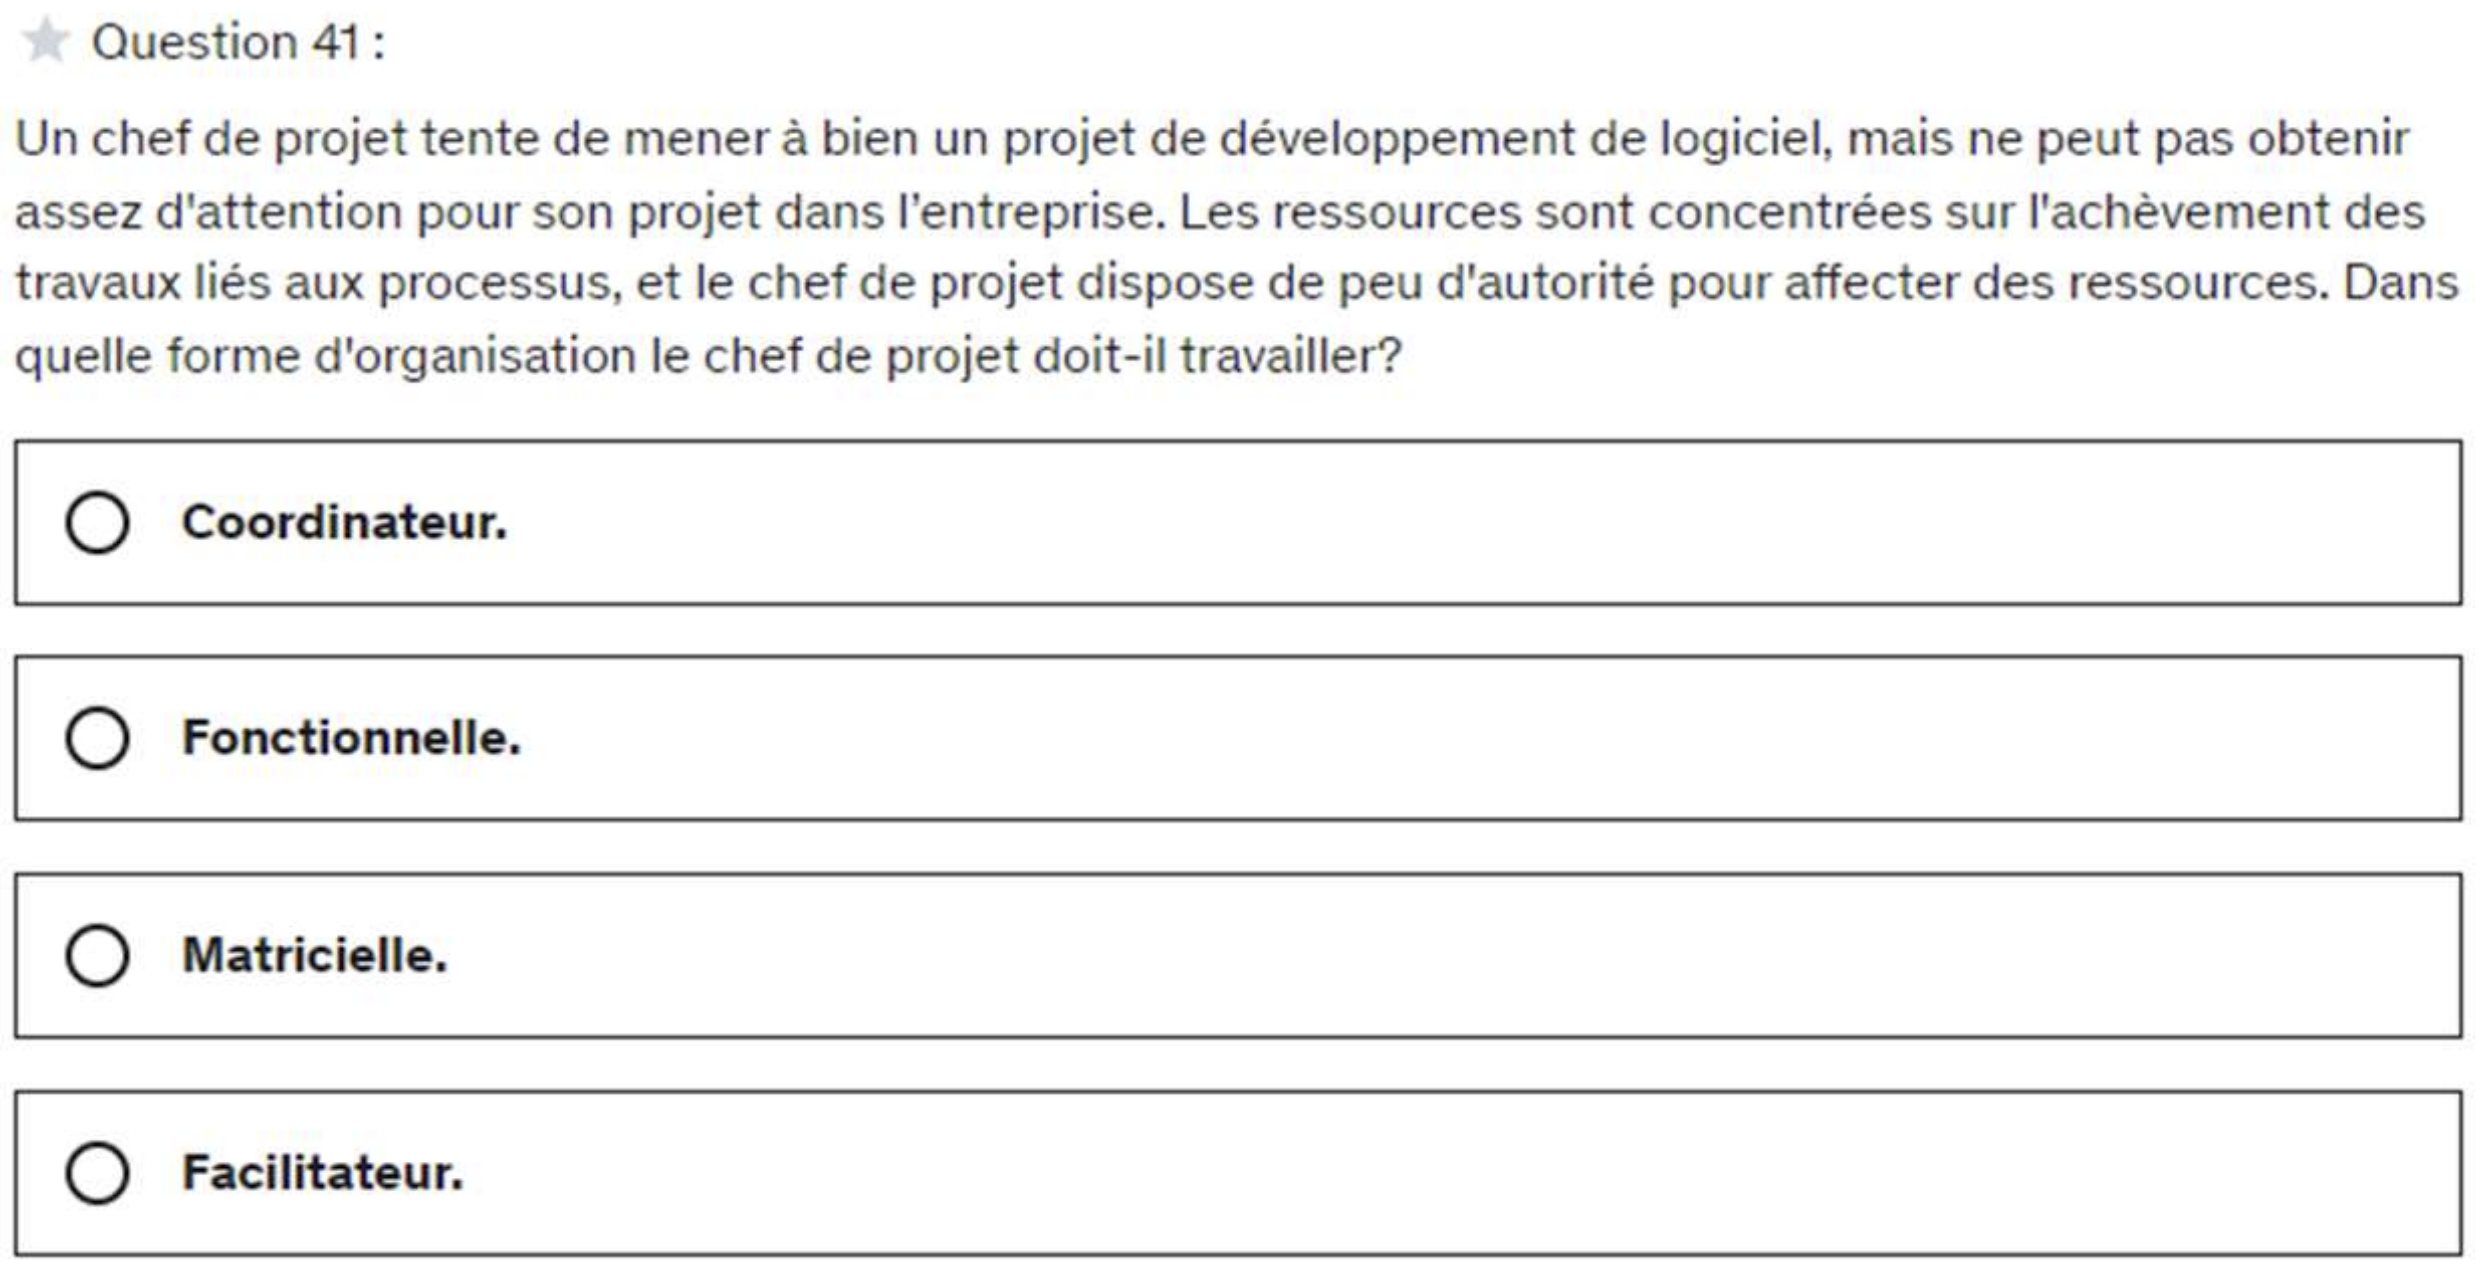 Question 41 :
Un chef de projet tente de mener à bien un projet de développement de logiciel, mais ne peut pas obtenir
assez d'attention pour son projet dans l’entreprise. Les ressources sont concentrées sur l'achèvement des
travaux liés aux processus, et le chef de projet dispose de peu d'autorité pour affecter des ressources. Dans
quelle forme d'organisation le chef de projet doit-il travailler?
Coordinateur.
Fonctionnelle.
Matricielle.
Facilitateur.